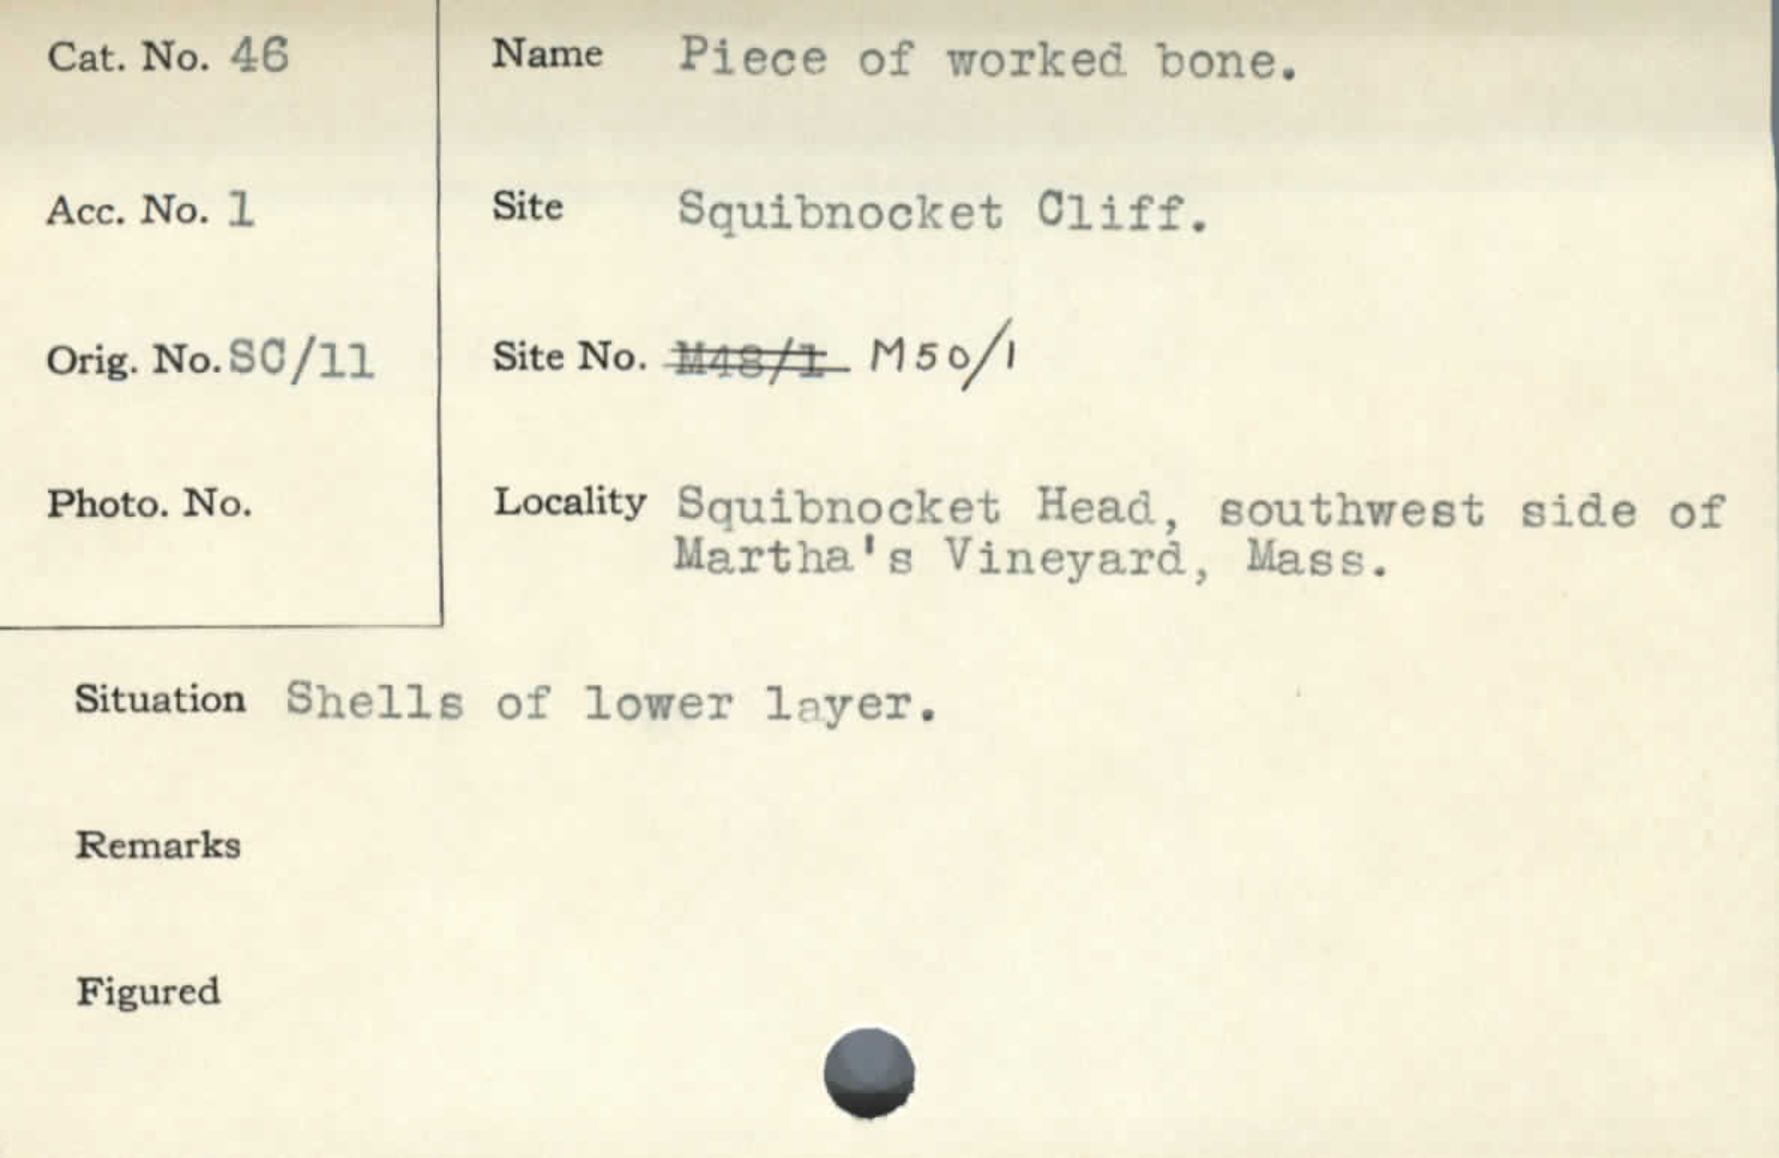 Cat. No. 46
Acc. No. 1
Orig. No. SC/11
Photo. No.
Name Piece of worked bone.
Site Squibnocket Cliff.
Site No. M48/1 M50/1
Locality Squibnocket Head, southwest side of
Martha's Vineyard, Mass.
Situation Shells of lower layer.
Remarks
Figured